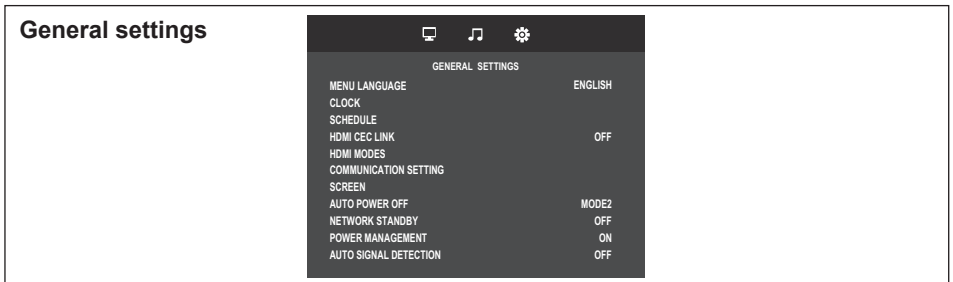 General settings
GENERAL SETTINGS
MENU LANGUAGE ENGLISH
CLOCK
SCHEDULE
HDMI CEC LINK OFF
HDMI MODES
COMMUNICATION SETTING
SCREEN
AUTO POWER OFF MODE2
NETWORK STANDBY OFF
POWER MANAGEMENT ON
AUTO SIGNAL DETECTION OFF